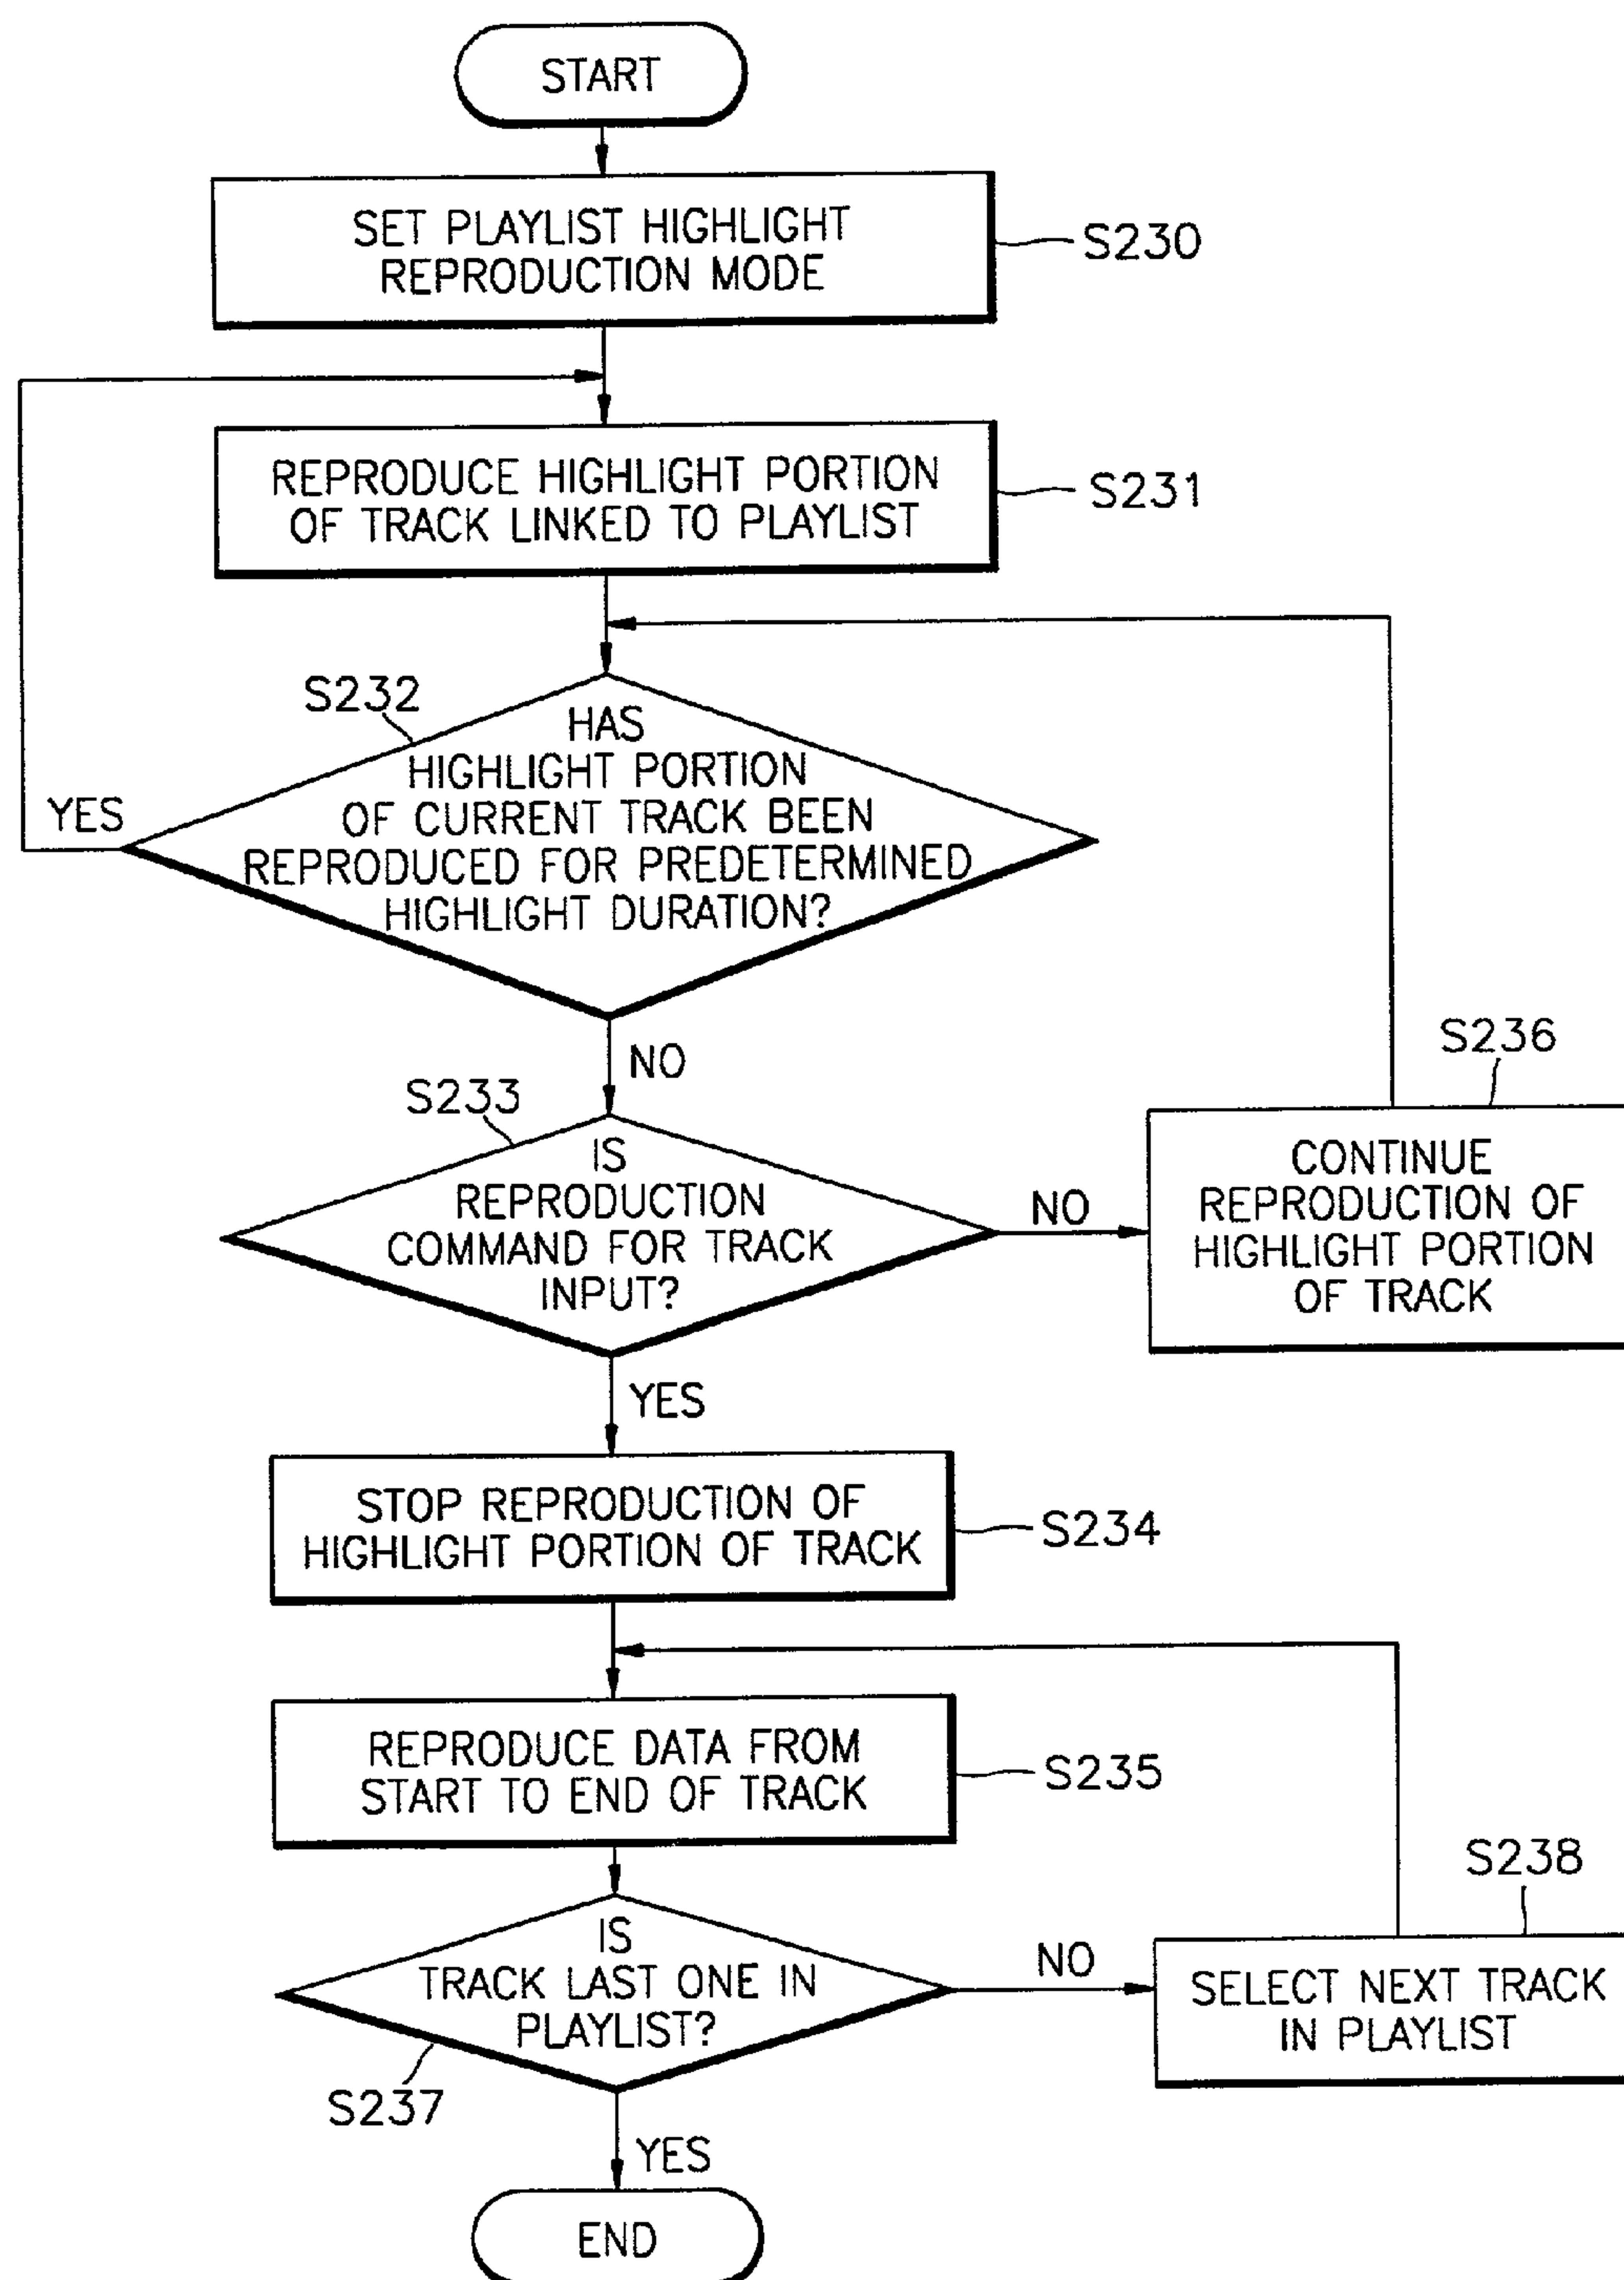 START
SET PLAYLIST HIGHLIGHT
REPRODUCTION MODE
S230
REPRODUCE HIGHLIGHT PORTION
OF TRACK LINKED TO PLAYLIST
S231
S232
HAS
HIGHLIGHT PORTION
OF CURRENT TRACK BEEN
REPRODUCED FOR PREDETERMINED
HIGHLIGHT DURATION?
YES
NO
S233
IS
REPRODUCTION
COMMAND FOR TRACK
INPUT?
NO
S236
CONTINUE
REPRODUCTION OF
HIGHLIGHT PORTION
OF TRACK
YES
STOP REPRODUCTION OF
HIGHLIGHT PORTION OF TRACK
S234
REPRODUCE DATA FROM
START TO END OF TRACK
S235
IS
TRACK LAST ONE IN
PLAYLIST?
S237
NO
S238
SELECT NEXT TRACK
IN PLAYLIST
YES
END